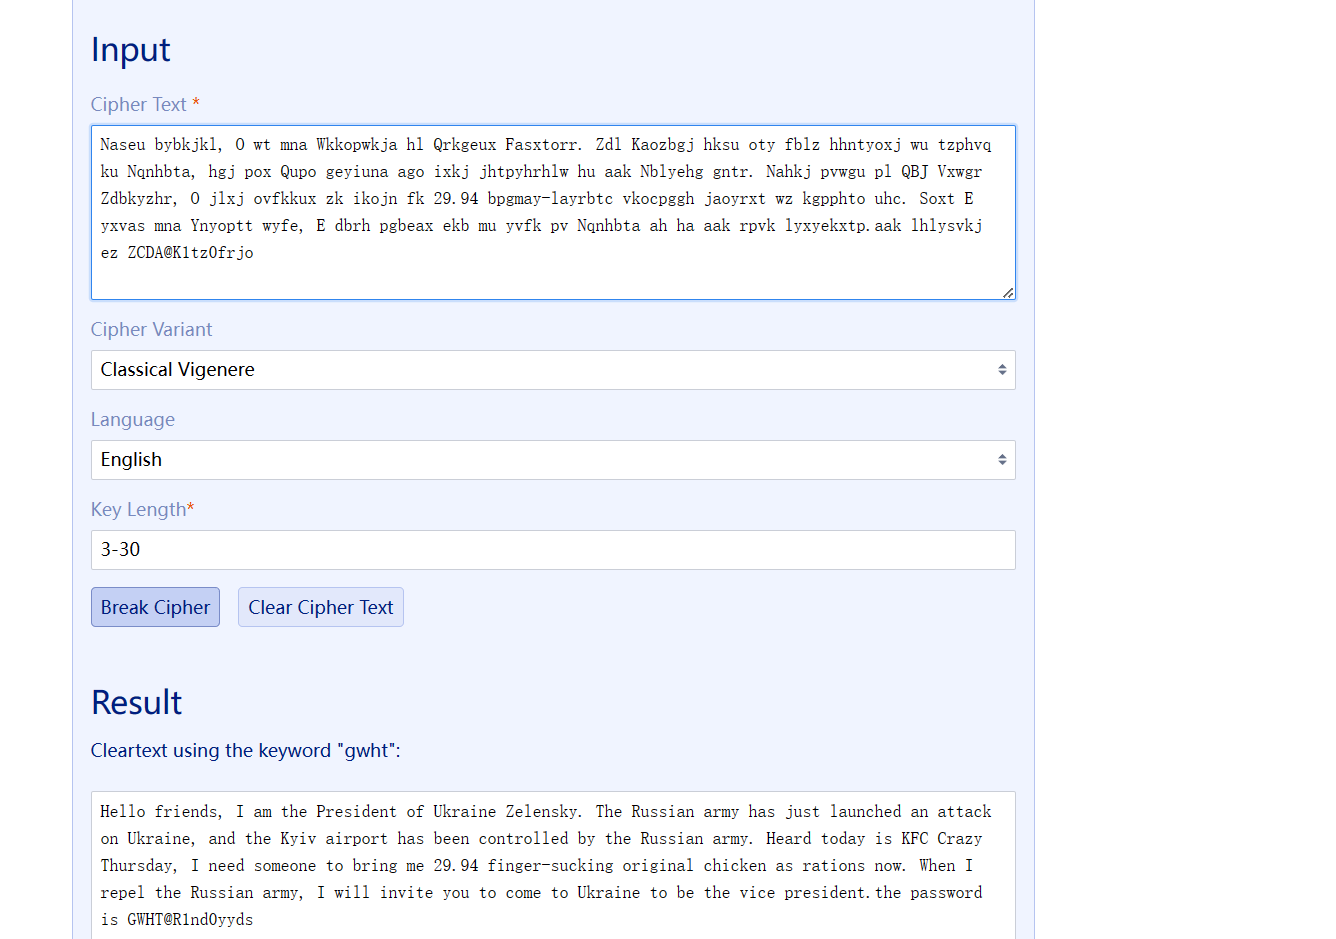 Input
Cipher Text *
Naseu bybkjkl, O wt mna Wkkopwkja hl Qrkgeux Fasxtorr. Zdl Kaozbgj hksu oty fblz hhntyoxj wu tzphvq
ku Nqnhbta, hgj pox Qupo geyiuna ago ixkj jhtpyhrhlw hu aak Nblyehg gntr. Nahkj pvwgu pl QBJ Vxwgr
Zdbkyzhr, O jlxj ovfkkux zk ikojn fk 29.94 bpgmay-layrbtc vkocpggh jaoyrxt wz kgpphto uhc. Soxt E
yxvas mna Ynyoptt wyfe, E dbrh pgbeax ekb mu yvfk pv Nqnhbta ah ha aak rpvk lyxyekxtp.aak lhlysvkj
ez ZCDA@K1tz0frjo
Cipher Variant
Classical Vigenere
Language
English
Key Length*
3-30
Break Cipher Clear Cipher Text
Result
Cleartext using the keyword "gwht":
Hello friends, I am the President of Ukraine Zelensky. The Russian army has just launched an attack
on Ukraine, and the Kyiv airport has been controlled by the Russian army. Heard today is KFC Crazy
Thursday, I need someone to bring me 29.94 finger-sucking original chicken as rations now. When I
repel the Russian army, I will invite you to come to Ukraine to be the vice president.the password
is GWHT@R1nd0yyds